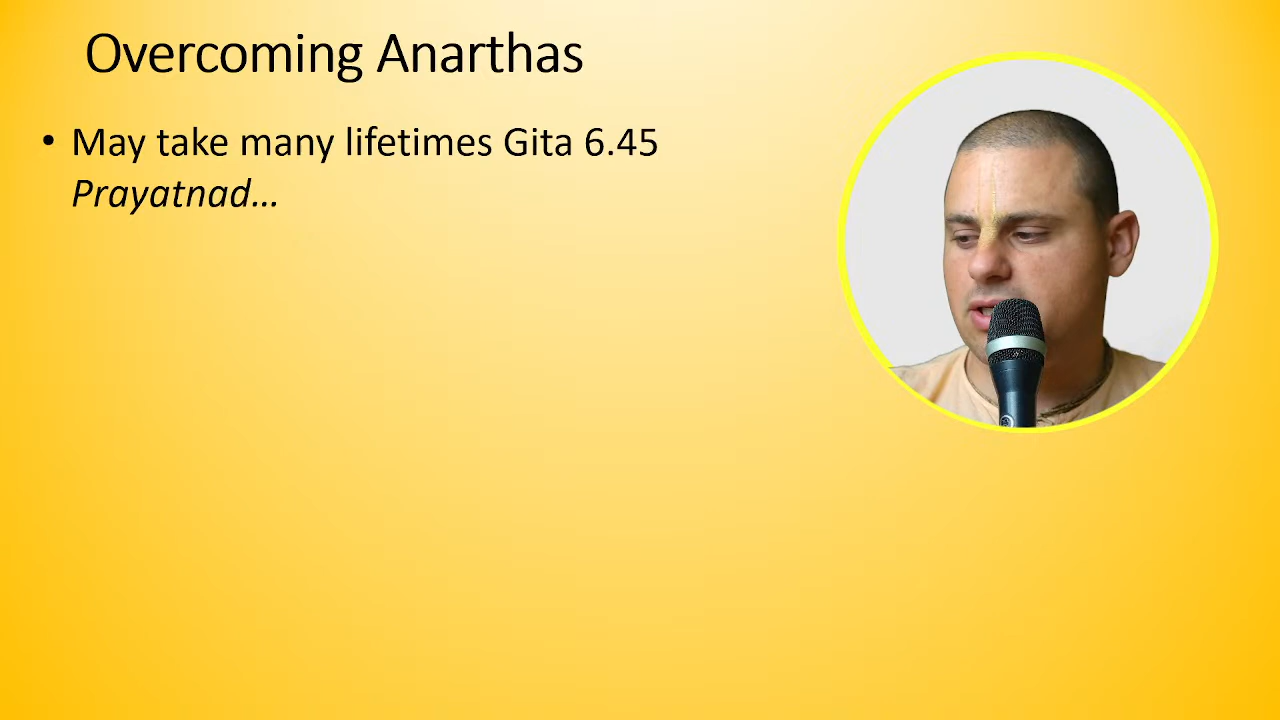 Overcoming Anarthas
• May take many lifetimes Gita 6.45
Prayatnad...